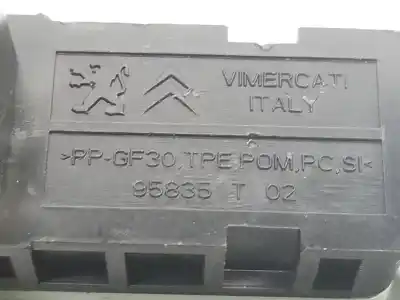 VIMERCATI
ITALY
>PP-GF30,TPE,POM,PC,SI<
95835 T 02